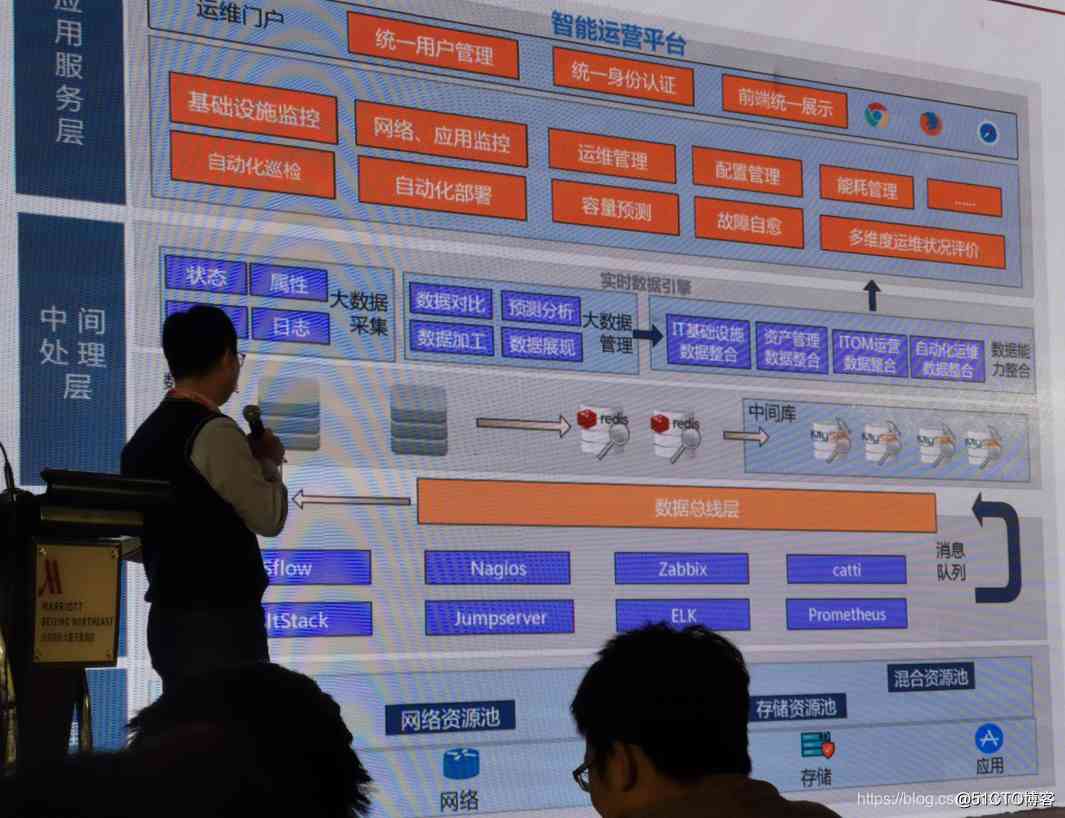 应用服务层
运维门户
智能运营平台
统一用户管理
统一身份认证
前端统一展示
基础设施监控
网络、应用监控
运维管理
配置管理
能耗管理
......
自动化巡检
自动化部署
容量预测
故障自愈
多维度运维状况评价
中间
处理
层
状态
属性
日志
大数据
采集
实时数据引擎
数据对比
预测分析
数据加工
数据展现
大数据
管理
IT基础设施
数据整合
资产管理
数据整合
ITOM运营
数据整合
自动化运维
数据整合
数据能
力整合
redis
redis
中间库
MySQL
MySQL
MySQL
MySQL
数据总线层
消息
队列
sflow
Nagios
Zabbix
catti
ltStack
Jumpserver
ELK
Prometheus
网络资源池
存储资源池
混合资源池
网络
存储
应用
MARRIOTT
BEIJING NORTHEAST
https://blog.cs
@51CTO博客